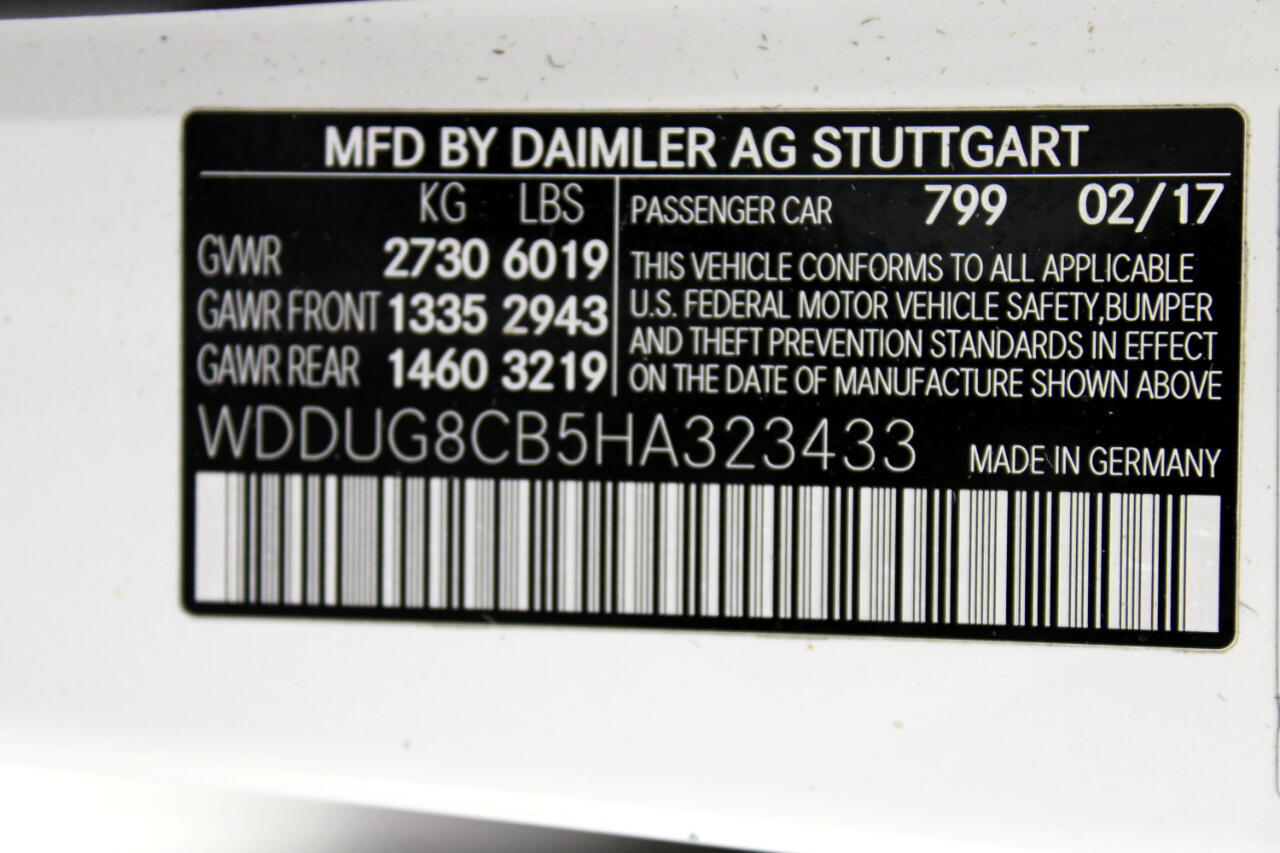 MFD BY DAIMLER AG STUTTGART
KG LBS
GVWR 2730 6019
GAWR FRONT 1335 2943
GAWR REAR 1460 3219
PASSENGER CAR 799 02/17
THIS VEHICLE CONFORMS TO ALL APPLICABLE
U.S. FEDERAL MOTOR VEHICLE SAFETY,BUMPER
AND THEFT PREVENTION STANDARDS IN EFFECT
ON THE DATE OF MANUFACTURE SHOWN ABOVE
WDDUG8CB5HA323433
MADE IN GERMANY